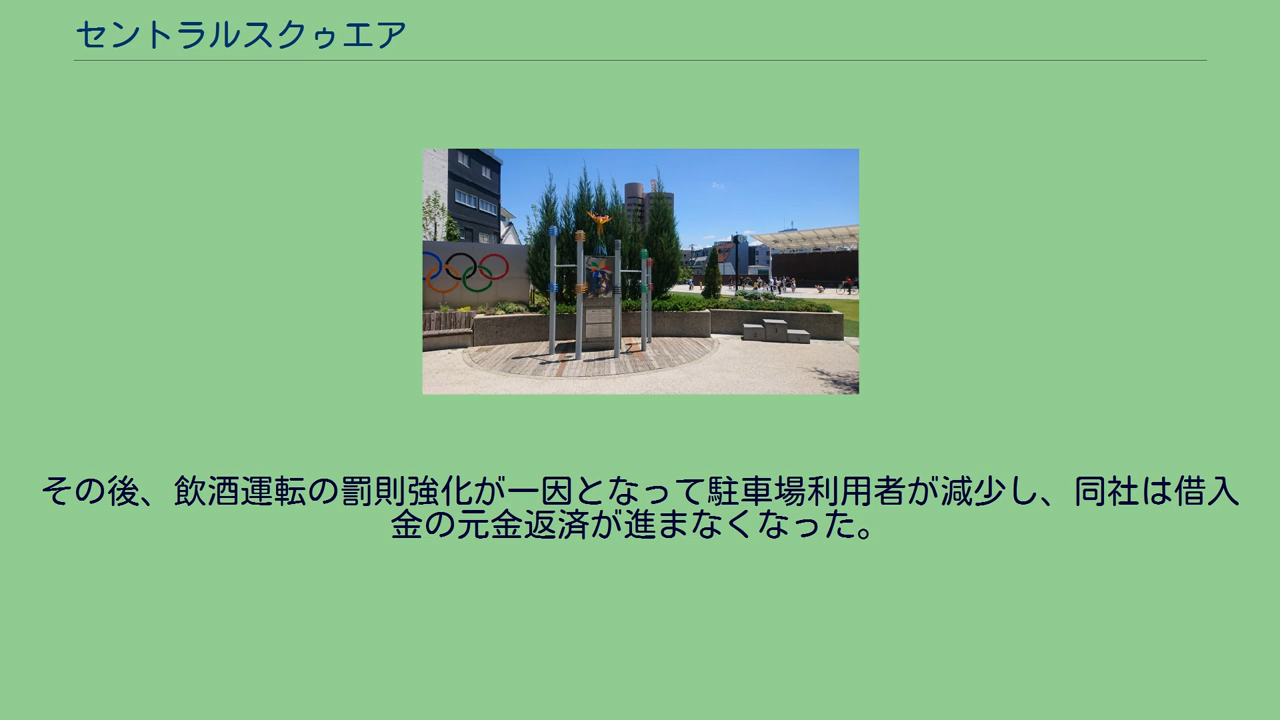 セントラルスクゥエア
その後、飲酒運転の罰則強化が一因となって駐車場利用者が減少し、同社は借入
金の元金返済が進まなくなった。